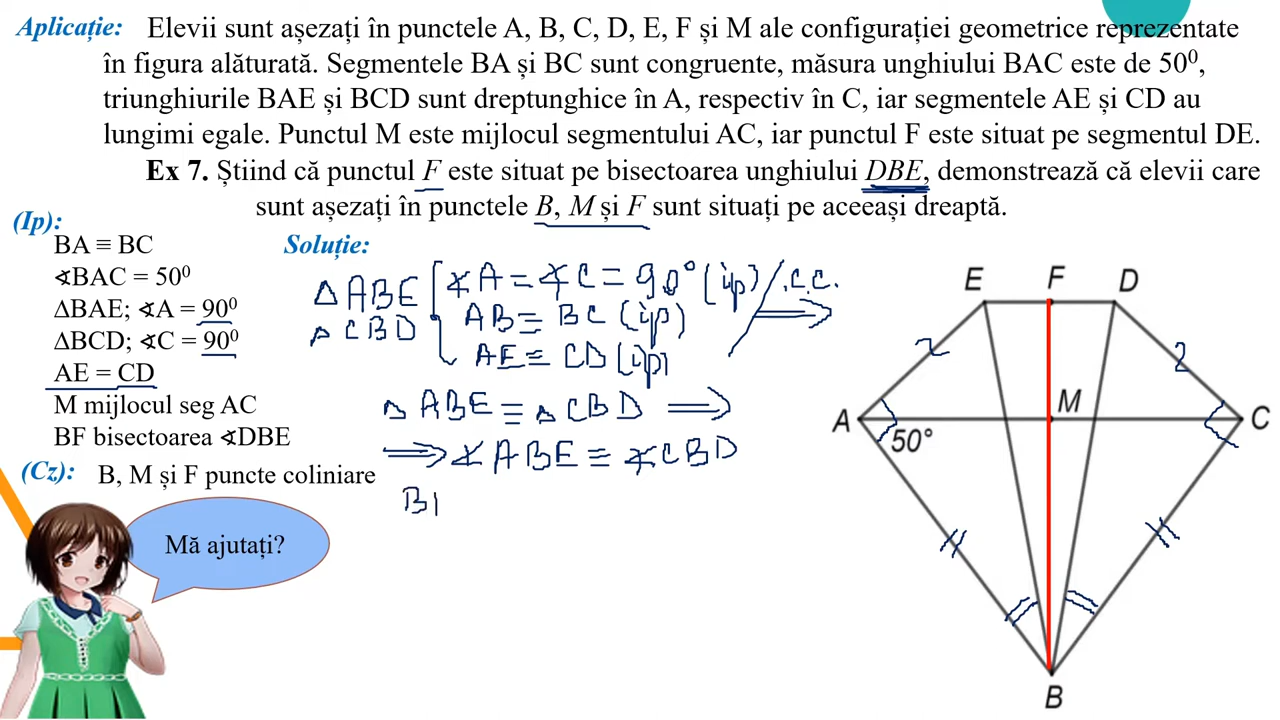 Aplicație: Elevii sunt așezați în punctele A, B, C, D, E, F și M ale configurației geometrice reprezentate
în figura alăturată. Segmentele BA și BC sunt congruente, măsura unghiului BAC este de 50⁰,
triunghiurile BAE și BCD sunt dreptunghice în A, respectiv în C, iar segmentele AE și CD au
lungimi egale. Punctul M este mijlocul segmentului AC, iar punctul F este situat pe segmentul DE.
Ex 7. Știind că punctul F este situat pe bisectoarea unghiului DBE, demonstrează că elevii care
sunt așezați în punctele B, M și F sunt situați pe aceeași dreaptă.
(Ip):
BA ≡ BC
∢BAC = 50⁰
ΔBAE; ∢A = 90⁰
ΔBCD; ∢C = 90⁰
AE = CD
M mijlocul seg AC
BF bisectoarea ∢DBE
(Cz): B, M și F puncte coliniare
Mă ajutați?
Soluție:
Δ ABE { ∢A = ∢C = 90° (ip) / C.C.
Δ CBD AB ≡ BC (ip) ⟹
AE ≡ CD (ip)
Δ ABE ≡ Δ CBD ⟹
⟹ ∢ABE ≡ ∢CBD
BI
E F D
A M C
50°
B